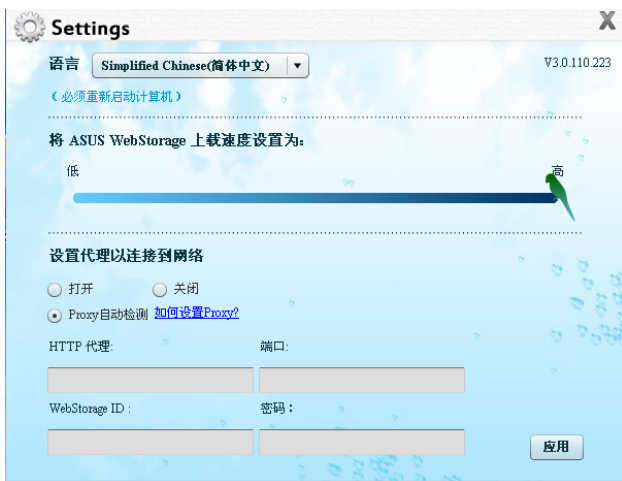 Settings
X
语言 Simplified Chinese(简体中文) V3.0.110.223
（必须重新启动计算机）
将 ASUS WebStorage 上载速度设置为:
低 高
设置代理以连接到网络
打开 关闭
Proxy自动检测 如何设置Proxy?
HTTP 代理: 端口:
WebStorage ID : 密码：
应用